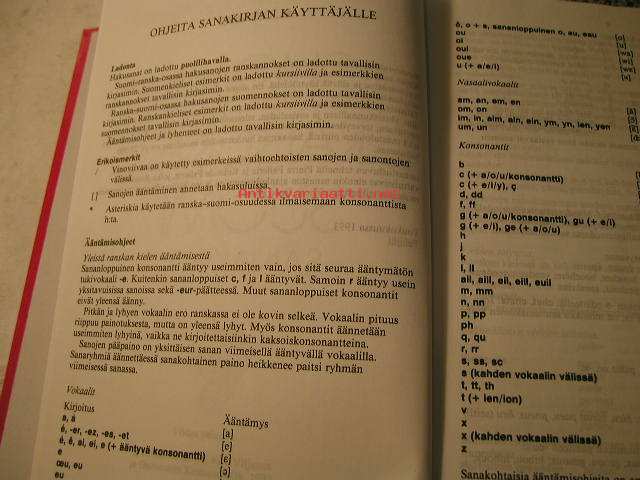 OHJEITA SANAKIRJAN KÄYTTÄJÄLLE
Ladonta
Hakusanat on ladottu puolilihavalla.
Suomi-ranska-osassa hakusanojen ranskannokset on ladottu tavallisin
kirjasimin. Suomenkieliset esimerkit on ladottu kursiivilla ja esimerkkien
ranskannokset tavallisin kirjasimin.
Ranska-suomi-osassa hakusanojen suomennokset on ladottu tavallisin
kirjasimin. Ranskankieliset esimerkit on ladottu kursiivilla ja esimerkkien
suomennokset tavallisin kirjasimin.
Ääntämisohjeet ja lyhenteet on ladottu tavallisin kirjasimin.
Erikoismerkit
/ Vinoviivaa on käytetty esimerkeissä vaihtoehtoisten sanojen ja sanontojen
välissä.
[ ] Sanojen ääntäminen annetaan hakasuluissa.
Antikvariaatti.net
* Asteriskia käytetään ranska-suomi-osuudessa ilmaisemaan konsonanttista
h:ta.
Ääntämisohjeet
Yleistä ranskan kielen ääntämisestä
Sananloppuinen konsonantti ääntyy useimmiten vain, jos sitä seuraa ääntymätön
tukivokaali -e. Kuitenkin sananloppuiset c, f ja l ääntyvät. Samoin r ääntyy usein
yksitavuisissa sanoissa sekä -eur-päätteessä. Muut sananloppuiset konsonantit
eivät yleensä äänny.
Pitkän ja lyhyen vokaalin ero ranskassa ei ole kovin selkeä. Vokaalin pituus
riippuu painotuksesta, mutta on yleensä lyhyt. Myös konsonantit äännetään
useimmiten lyhyinä, vaikka ne kirjoitettaisiinkin kaksoiskonsonantteina.
Sanojen pääpaino on yksittäisen sanan viimeisellä ääntyvällä vokaalilla.
Sanaryhmiä äännettäessä sanakohtainen paino heikkenee paitsi ryhmän
viimeisessä sanassa.
Vokaalit
Kirjoitus Ääntämys
a, à [a]
é, -er, -ez, -es, -et [e]
è, ê, ai, ei, e (+ ääntyvä konsonantti) [ɛ]
e [ə]
œu, eu
eu
ô, o + s, sananloppuinen o, au, eau
ou
oi
oui
oue
u (+ e/i)
Nasaalivokaalit
am, an, em, en
om, on
im, in, aim, ain, ein, ym, yn, ien, yen
um, un
Konsonantit
b
c (+ a/o/u/konsonantti)
c (+ e/i/y), ç
d, dd
f, ff
g (+ a/o/u/konsonantti), gu (+ e/i)
g (+ e/i), ge (+ a/o/u)
h
j
k
l, ll
ail, aill, eil, eill, euil
m, mm
n, nn
p, pp
ph
q, qu
r, rr
s, ss, sc
s (kahden vokaalin välissä)
t, tt, th
t (+ ien/ion)
v
x
x (kahden vokaalin välissä)
z
Sanakohtaisia ääntämisohjeita on